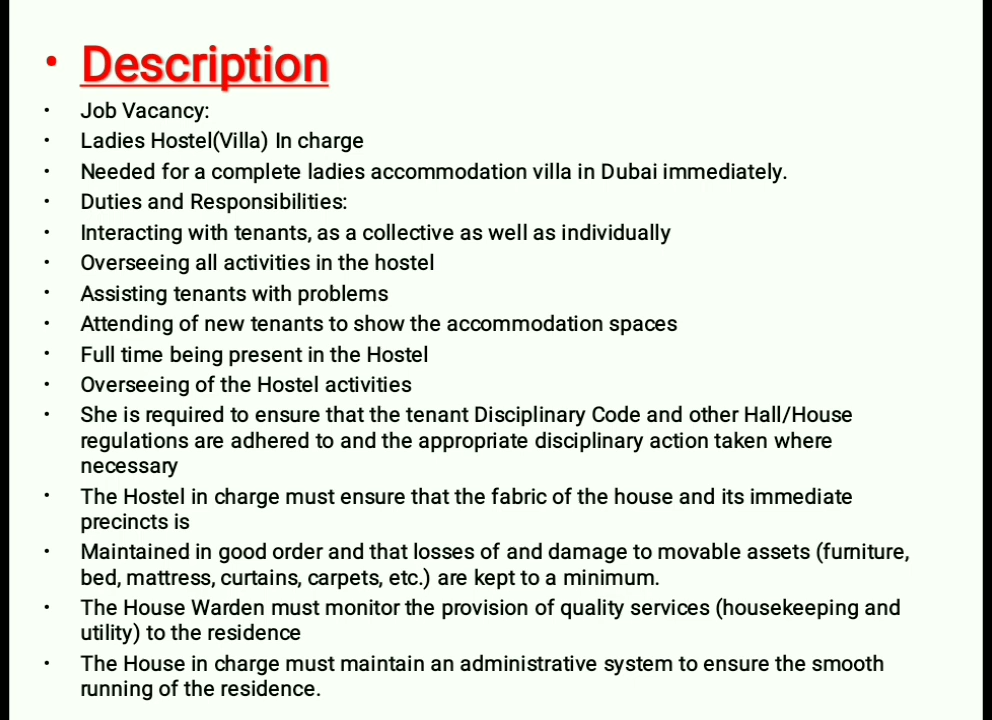 • Description
• Job Vacancy:
• Ladies Hostel(Villa) In charge
• Needed for a complete ladies accommodation villa in Dubai immediately.
• Duties and Responsibilities:
• Interacting with tenants, as a collective as well as individually
• Overseeing all activities in the hostel
• Assisting tenants with problems
• Attending of new tenants to show the accommodation spaces
• Full time being present in the Hostel
• Overseeing of the Hostel activities
• She is required to ensure that the tenant Disciplinary Code and other Hall/House
regulations are adhered to and the appropriate disciplinary action taken where
necessary
• The Hostel in charge must ensure that the fabric of the house and its immediate
precincts is
• Maintained in good order and that losses of and damage to movable assets (furniture,
bed, mattress, curtains, carpets, etc.) are kept to a minimum.
• The House Warden must monitor the provision of quality services (housekeeping and
utility) to the residence
• The House in charge must maintain an administrative system to ensure the smooth
running of the residence.